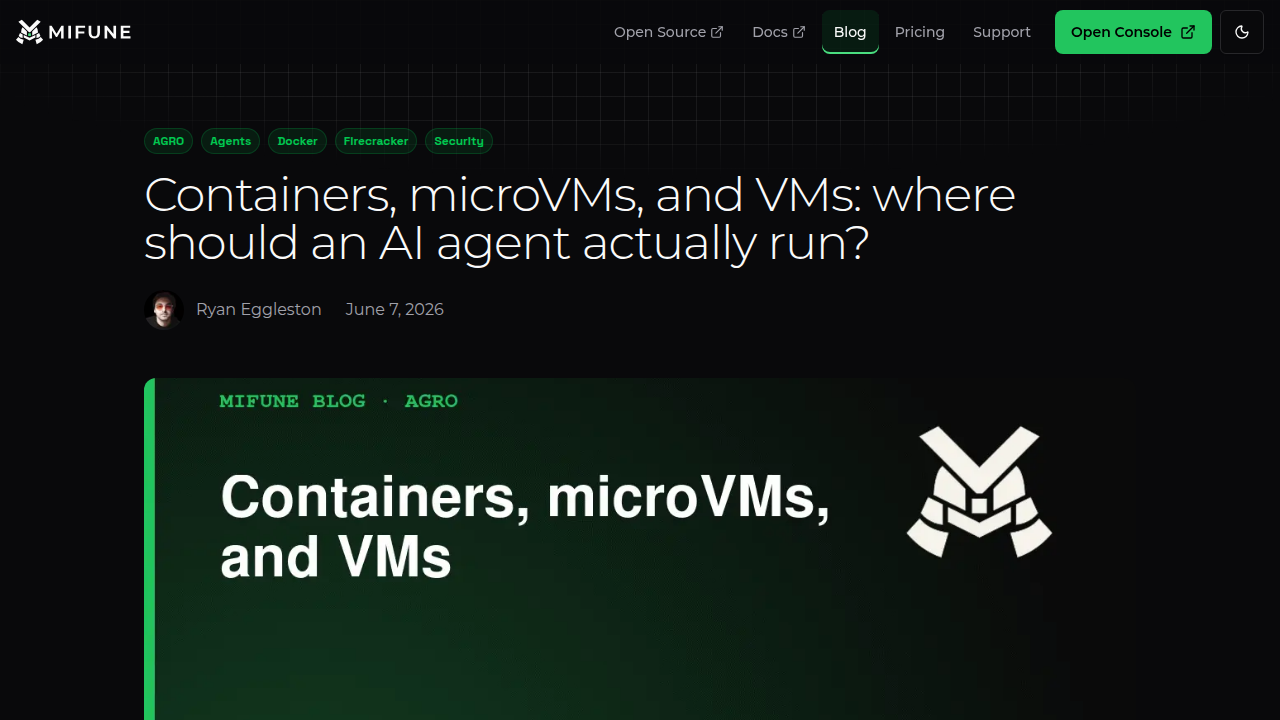 MIFUNE
Open Source
Docs
Blog
Pricing
Support
Open Console
AGRO
Agents
Docker
Firecracker
Security
Containers, microVMs, and VMs: where
should an AI agent actually run?
Ryan Eggleston
June 7, 2026
MIFUNE BLOG · AGRO
Containers, microVMs,
and VMs